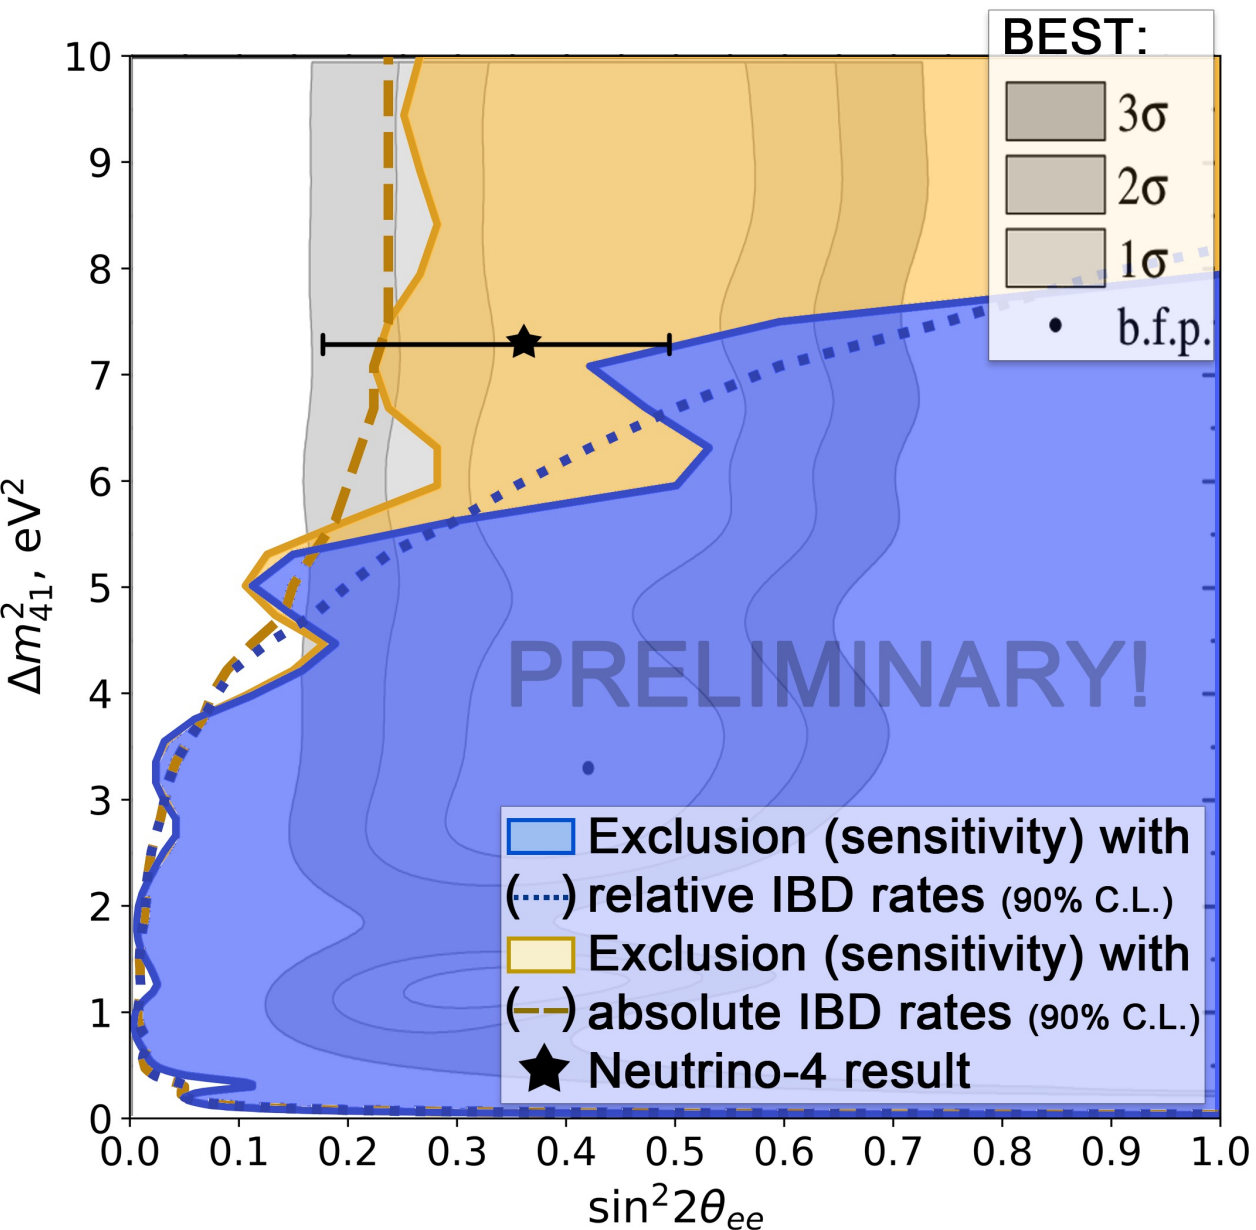 BEST:
3σ
2σ
1σ
b.f.p.
10
9
8
7
6
5
4
3
2
1
0
Δm²₄₁, eV²
PRELIMINARY!
Exclusion (sensitivity) with
(····) relative IBD rates (90% C.L.)
Exclusion (sensitivity) with
(– –) absolute IBD rates (90% C.L.)
Neutrino-4 result
0.0 0.1 0.2 0.3 0.4 0.5 0.6 0.7 0.8 0.9 1.0
sin²2θₑₑ